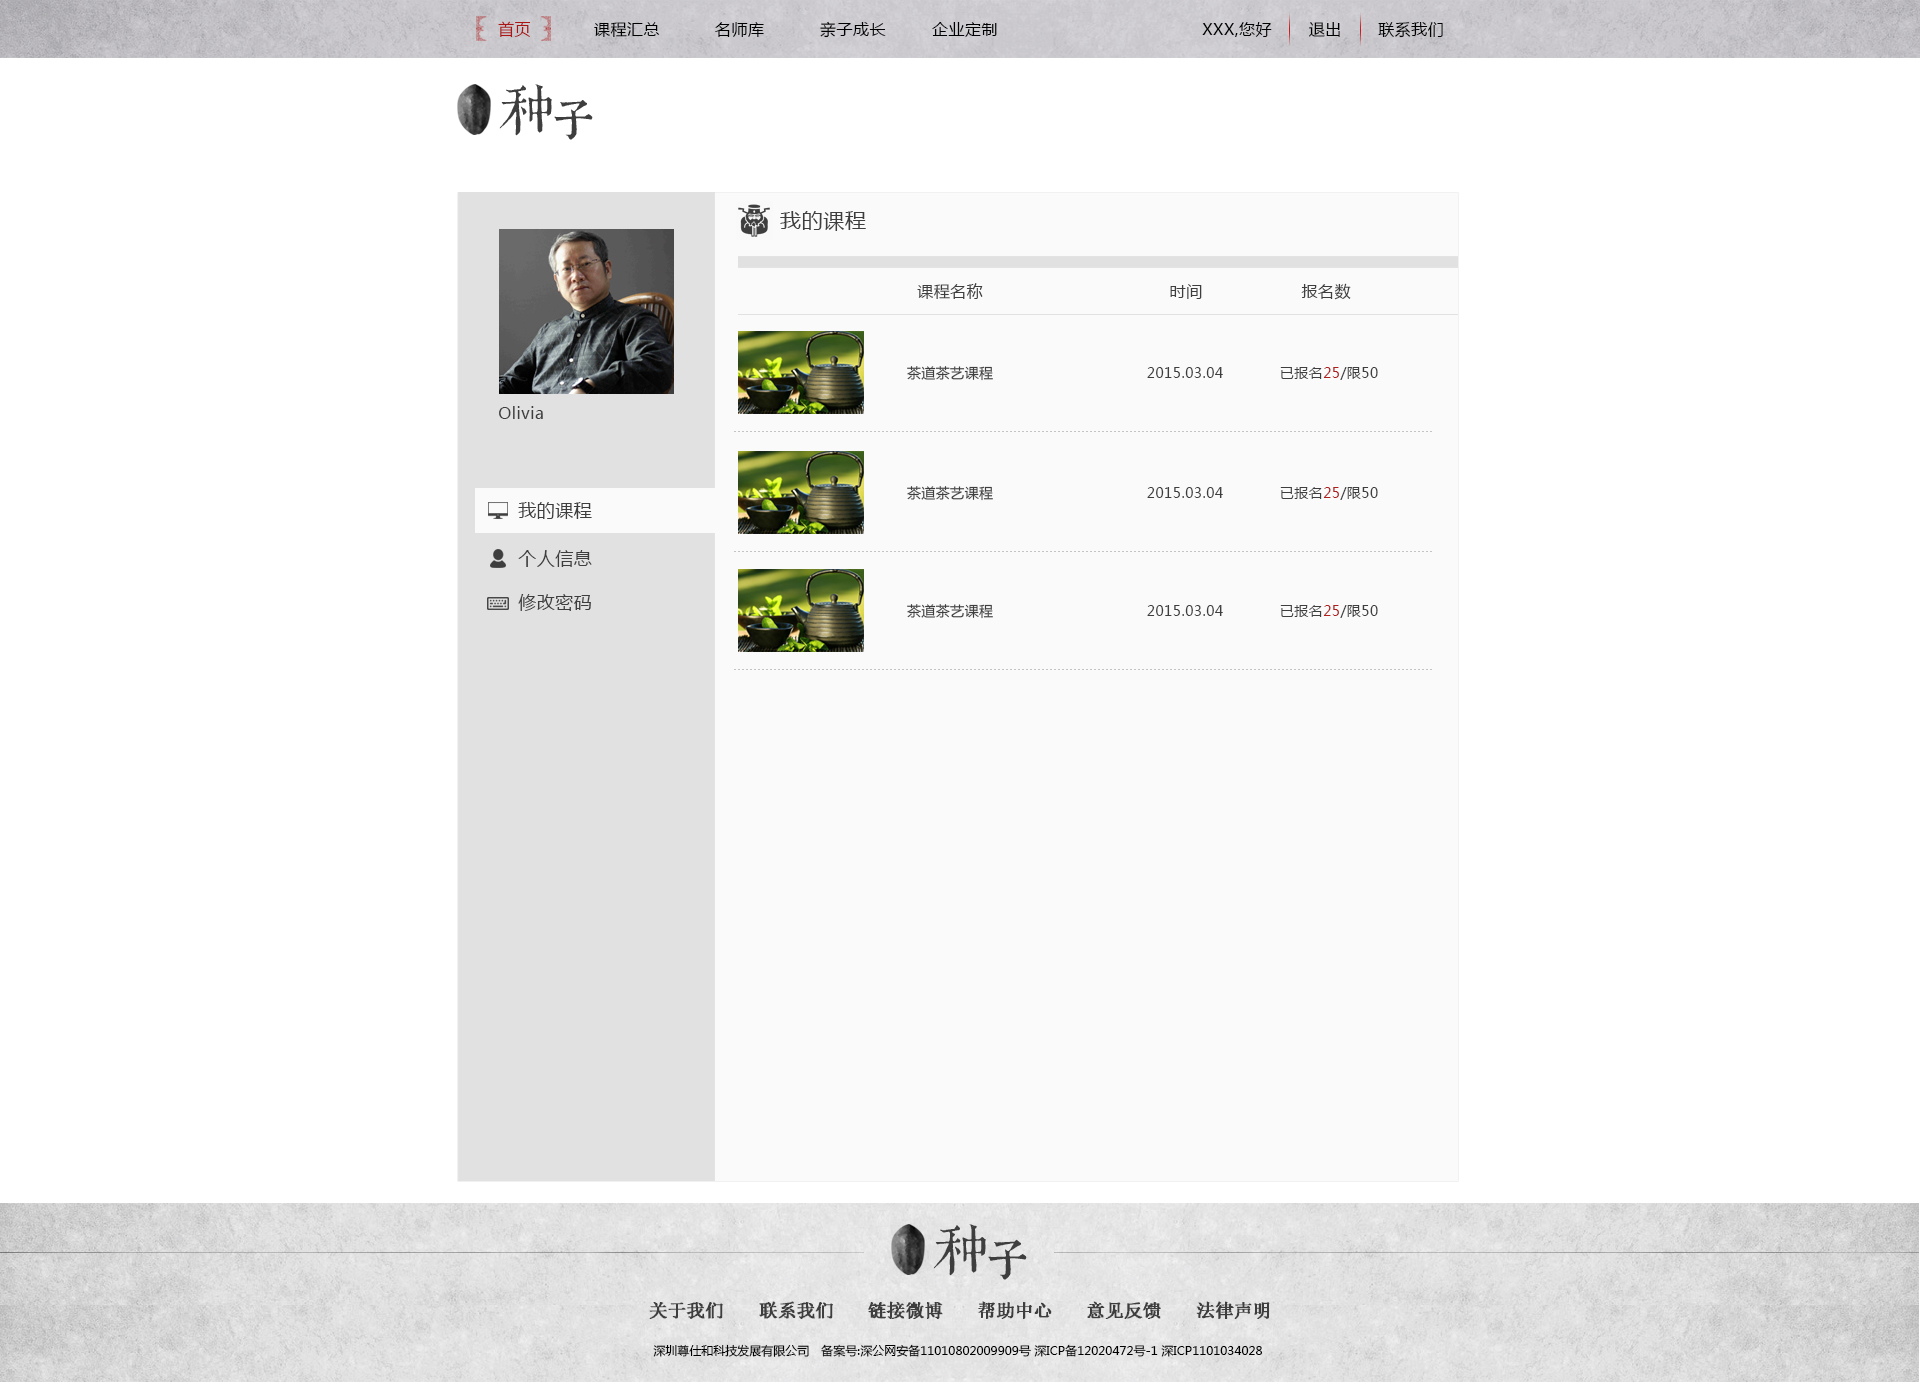 首页 课程汇总 名师库 亲子成长 企业定制 XXX,您好 退出 联系我们
种子
我的课程
Olivia
我的课程
个人信息
修改密码
课程名称 时间 报名数
茶道茶艺课程 2015.03.04 已报名25/限50
茶道茶艺课程 2015.03.04 已报名25/限50
茶道茶艺课程 2015.03.04 已报名25/限50
种子
关于我们 联系我们 链接微博 帮助中心 意见反馈 法律声明
深圳尊仕和科技发展有限公司 备案号:深公网安备11010802009909号 深ICP备12020472号-1 深ICP1101034028